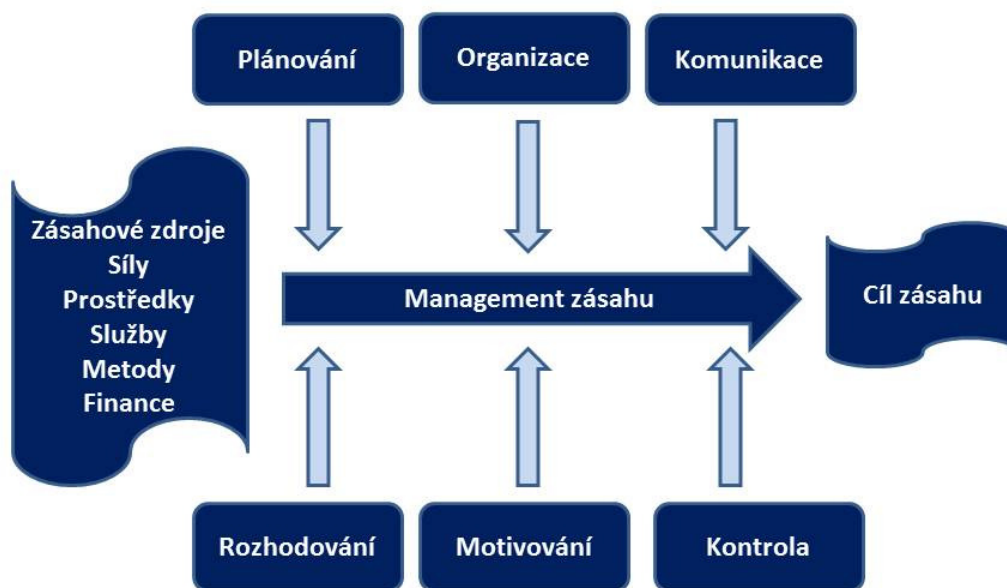 Plánování
Organizace
Komunikace
Zásahové zdroje
Síly
Prostředky
Služby
Metody
Finance
Management zásahu
Cíl zásahu
Rozhodování
Motivování
Kontrola